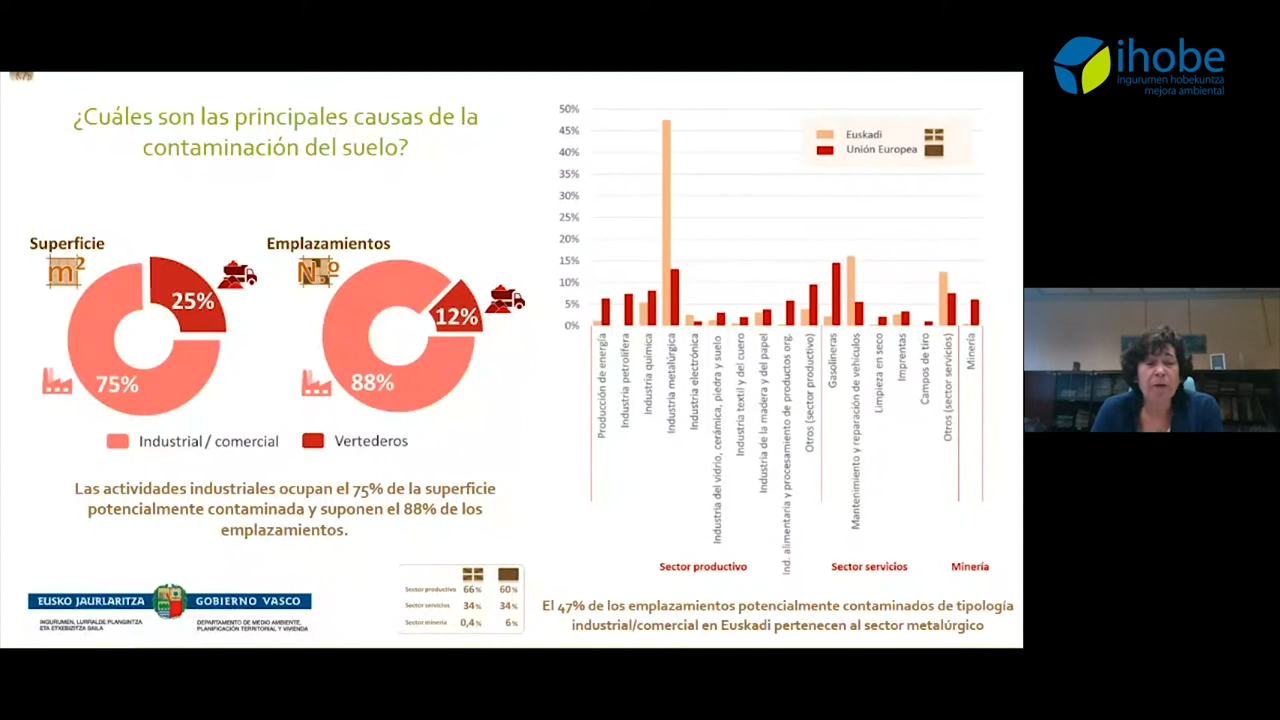 ihobe
ingurumen hobekuntza
mejora ambiental
¿Cuáles son las principales causas de la
contaminación del suelo?
Superficie
m²
25%
75%
Emplazamientos
N.º
12%
88%
Industrial / comercial
Vertederos
Las actividades industriales ocupan el 75% de la superficie
potencialmente contaminada y suponen el 88% de los
emplazamientos.
EUSKO JAURLARITZA
GOBIERNO VASCO
INGURUMEN, LURRALDE PLANGINTZA
ETA ETXEBIZITZA SAILA
DEPARTAMENTO DE MEDIO AMBIENTE,
PLANIFICACIÓN TERRITORIAL Y VIVIENDA
Sector productivo 66% 60%
Sector servicios 34% 34%
Sector minería 0,4% 6%
50%
45%
40%
35%
30%
25%
20%
15%
10%
5%
0%
Euskadi
Unión Europea
Producción de energía
Industria petrolífera
Industria química
Industria metalúrgica
Industria electrónica
Industria del vidrio, cerámica, piedra y suelo
Industria textil y del cuero
Industria de la madera y del papel
Ind. alimentaria y procesamiento de productos org.
Otros (sector productivo)
Gasolineras
Mantenimiento y reparación de vehículos
Limpieza en seco
Imprentas
Campos de tiro
Otros (sector servicios)
Minería
Sector productivo
Sector servicios
Minería
El 47% de los emplazamientos potencialmente contaminados de tipología
industrial/comercial en Euskadi pertenecen al sector metalúrgico